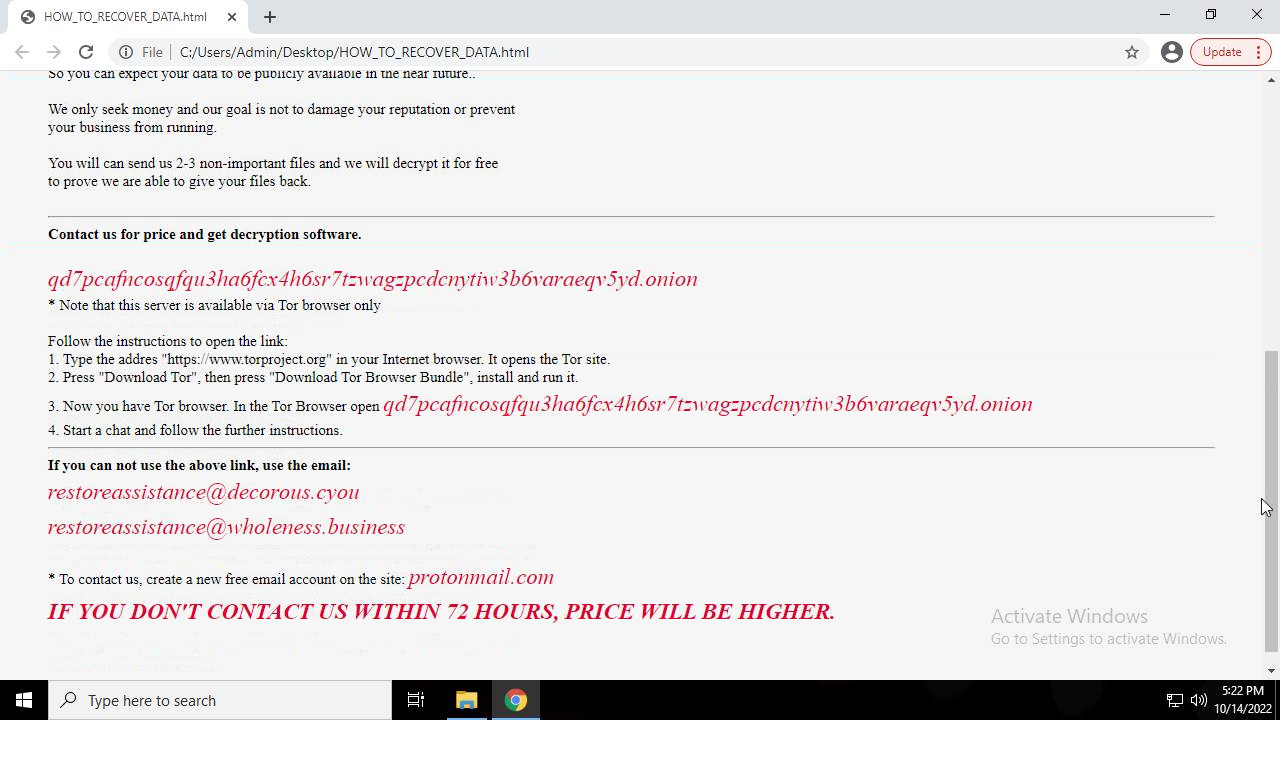 HOW_TO_RECOVER_DATA.html
Update
File
C:/Users/Admin/Desktop/HOW_TO_RECOVER_DATA.html
So you can expect your data to be publicly available in the near future..
We only seek money and our goal is not to damage your reputation or prevent
your business from running.
You will can send us 2-3 non-important files and we will decrypt it for free
to prove we are able to give your files back.
Contact us for price and get decryption software.
qd7pcafncosqfqu3ha6fcx4h6sr7tzwagzpcdcnytiw3b6varaeqv5yd.onion
* Note that this server is available via Tor browser only
Follow the instructions to open the link:
1. Type the addres "https://www.torproject.org" in your Internet browser. It opens the Tor site.
2. Press "Download Tor", then press "Download Tor Browser Bundle", install and run it.
3. Now you have Tor browser. In the Tor Browser open qd7pcafncosqfqu3ha6fcx4h6sr7tzwagzpcdcnytiw3b6varaeqv5yd.onion
4. Start a chat and follow the further instructions.
If you can not use the above link, use the email:
restoreassistance@decorous.cyou
restoreassistance@wholeness.business
* To contact us, create a new free email account on the site: protonmail.com
IF YOU DON'T CONTACT US WITHIN 72 HOURS, PRICE WILL BE HIGHER.
Activate Windows
Go to Settings to activate Windows.
Type here to search
5:22 PM
10/14/2022